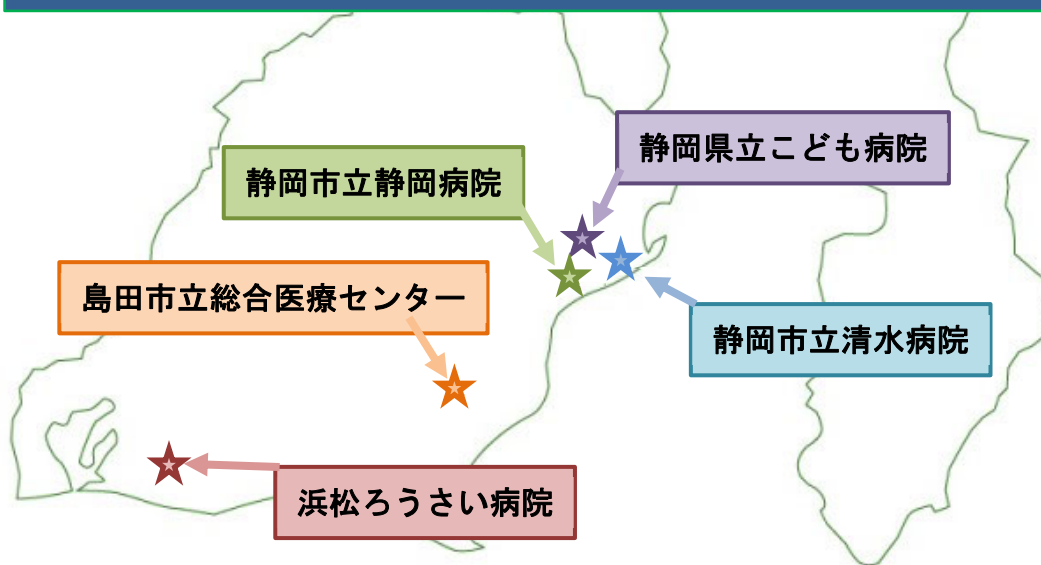 静岡県立こども病院
静岡市立静岡病院
島田市立総合医療センター
静岡市立清水病院
浜松ろうさい病院